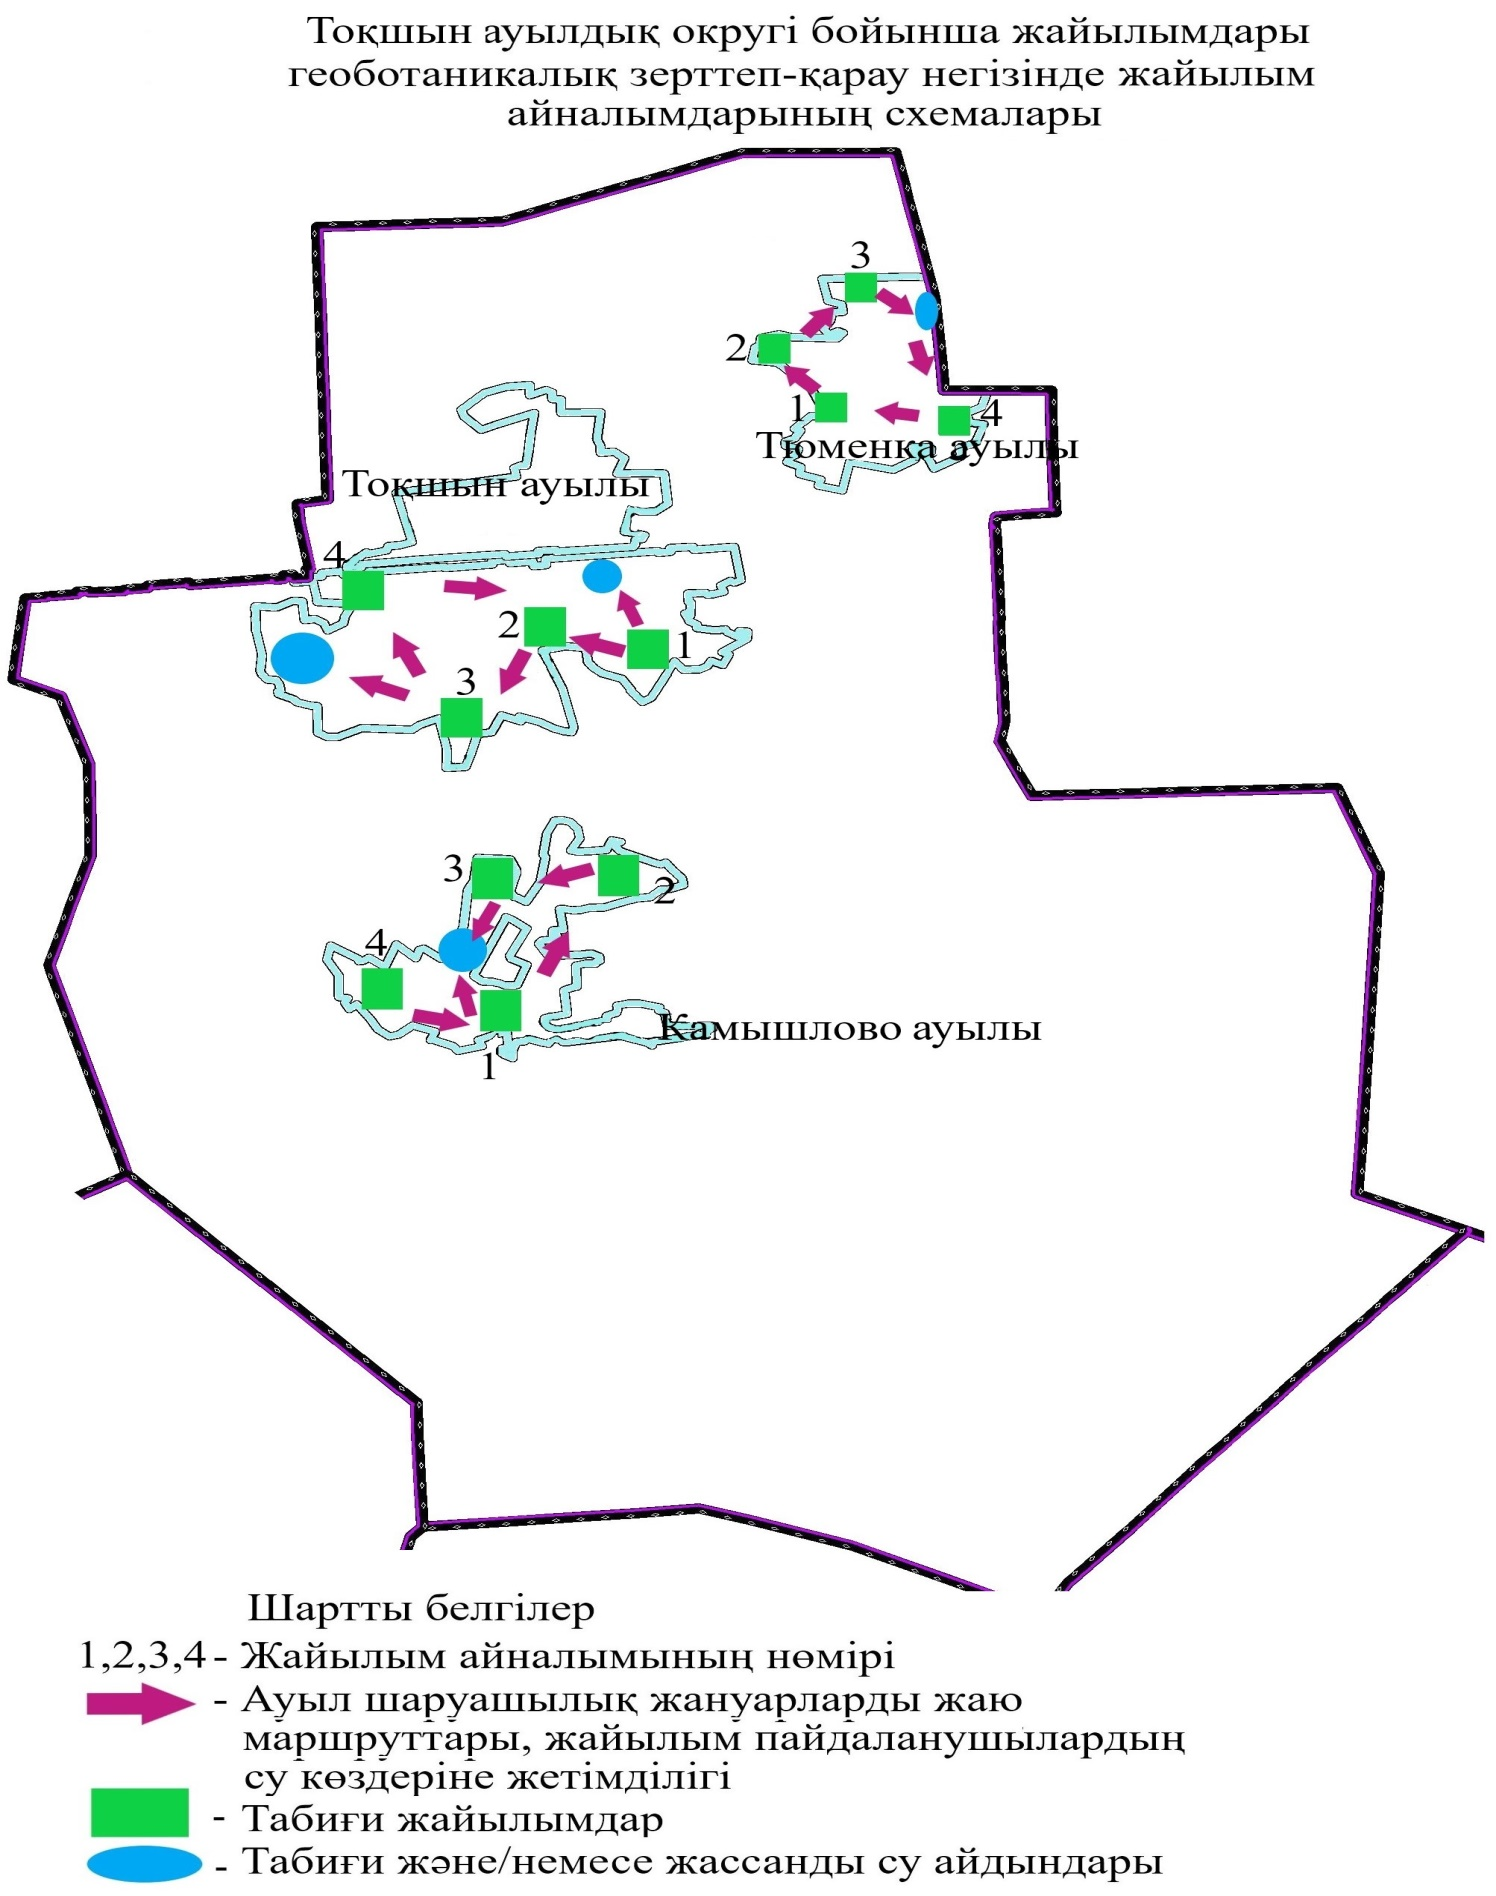 Тоқшын ауылдық округі бойынша жайылымдары
геоботаникалық зерттеп-қарау негізінде жайылым
айналымдарының схемалары
3
2
1
4
Тюменка ауылы
Тоқшын ауылы
4
2
1
3
3
2
4
Камышлово ауылы
1
Шартты белгілер
1,2,3,4 - Жайылым айналымының нөмірі
- Ауыл шаруашылық жануарларды жаю
маршруттары, жайылым пайдаланушылардың
су көздеріне жетімділігі
- Табиғи жайылымдар
- Табиғи және/немесе жассанды су айдындары